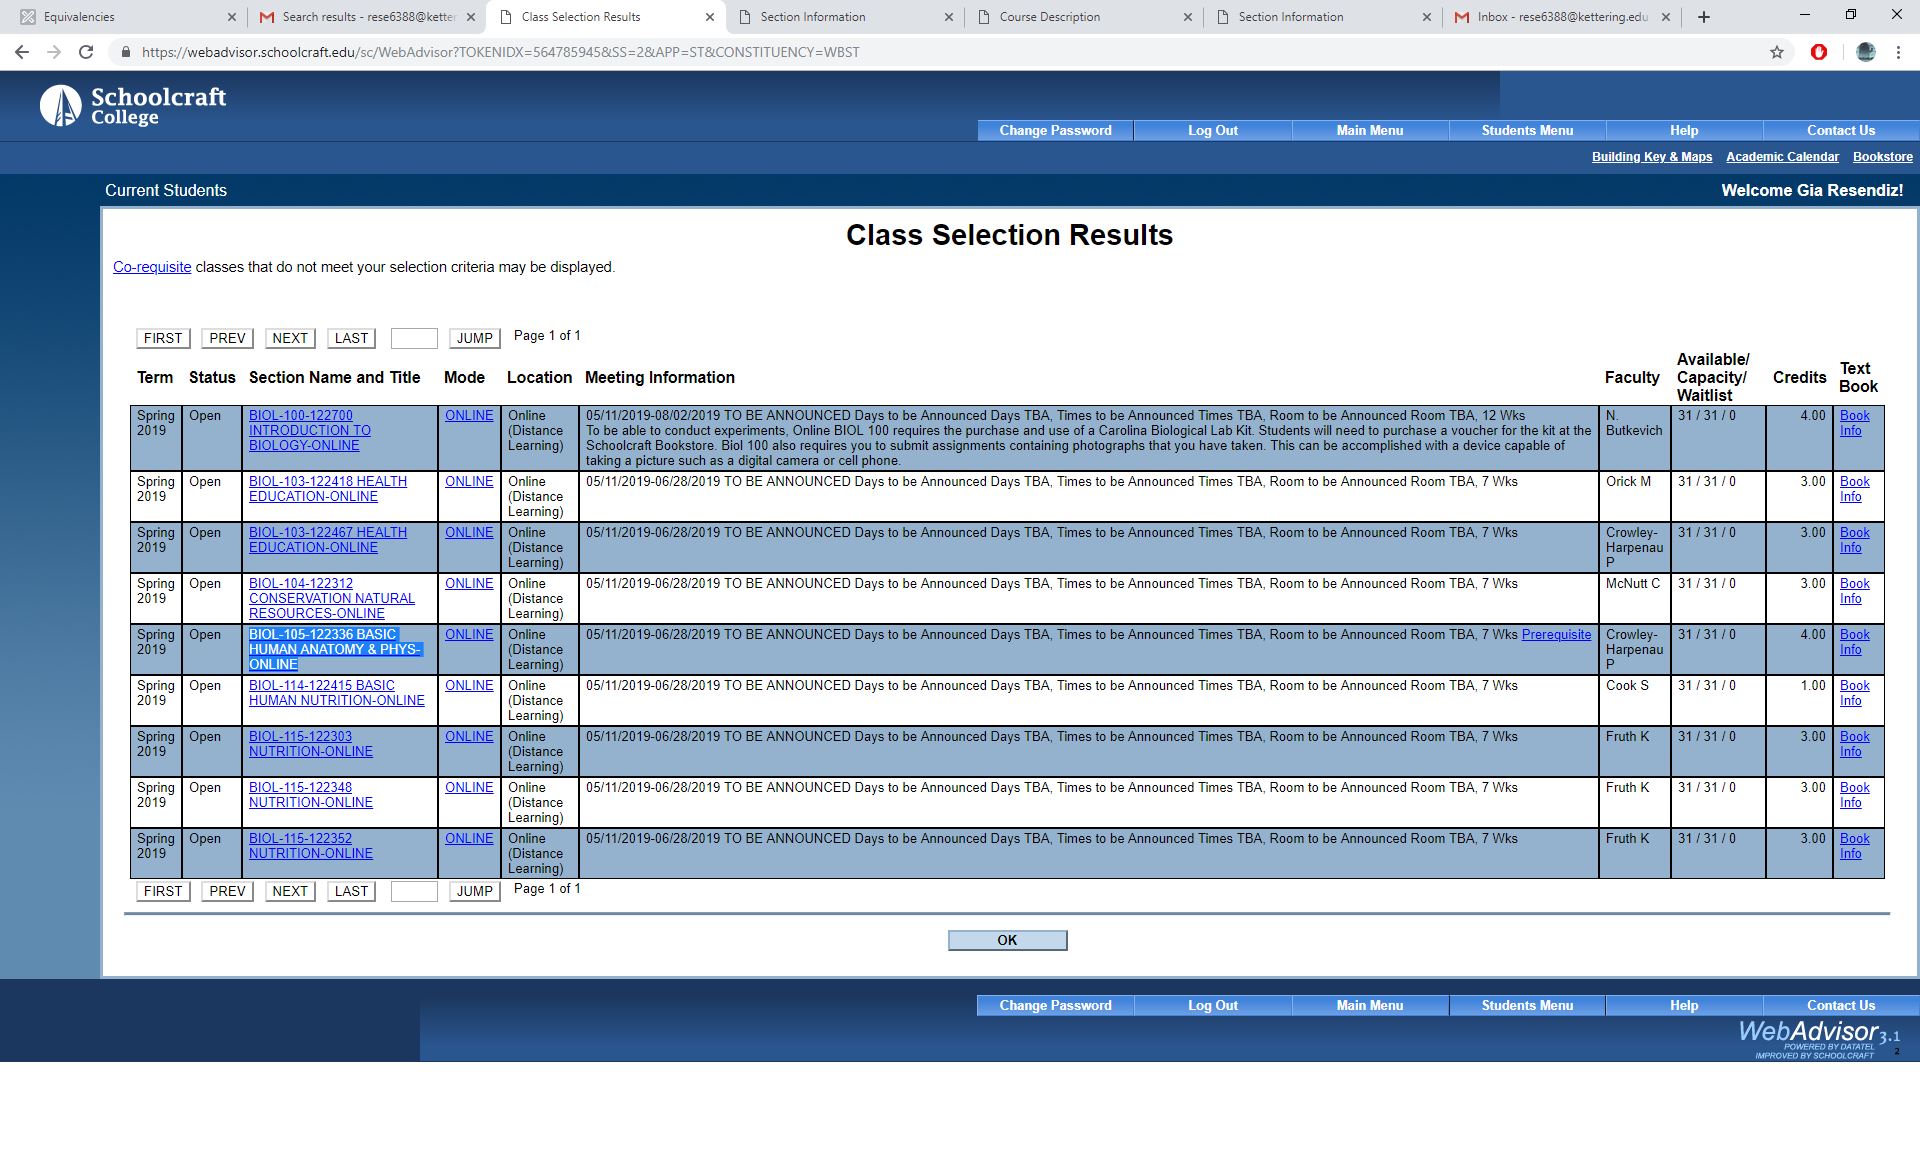 Equivalencies
Search results - rese6388@ketter
Class Selection Results
Section Information
Course Description
Section Information
Inbox - rese6388@kettering.edu
https://webadvisor.schoolcraft.edu/sc/WebAdvisor?TOKENIDX=564785945&SS=2&APP=ST&CONSTITUENCY=WBST
Schoolcraft
College
Change Password Log Out Main Menu Students Menu Help Contact Us
Building Key & Maps Academic Calendar Bookstore
Current Students
Welcome Gia Resendiz!
Class Selection Results
Co-requisite classes that do not meet your selection criteria may be displayed.
FIRST PREV NEXT LAST JUMP Page 1 of 1
Term Status Section Name and Title Mode Location Meeting Information Faculty Available/ Capacity/ Waitlist Credits Text Book
Spring 2019 Open BIOL-100-122700 INTRODUCTION TO BIOLOGY-ONLINE ONLINE Online (Distance Learning) 05/11/2019-08/02/2019 TO BE ANNOUNCED Days to be Announced Days TBA, Times to be Announced Times TBA, Room to be Announced Room TBA, 12 Wks
To be able to conduct experiments, Online BIOL 100 requires the purchase and use of a Carolina Biological Lab Kit. Students will need to purchase a voucher for the kit at the
Schoolcraft Bookstore. Biol 100 also requires you to submit assignments containing photographs that you have taken. This can be accomplished with a device capable of
taking a picture such as a digital camera or cell phone. N. Butkevich 31 / 31 / 0 4.00 Book Info
Spring 2019 Open BIOL-103-122418 HEALTH EDUCATION-ONLINE ONLINE Online (Distance Learning) 05/11/2019-06/28/2019 TO BE ANNOUNCED Days to be Announced Days TBA, Times to be Announced Times TBA, Room to be Announced Room TBA, 7 Wks Orick M 31 / 31 / 0 3.00 Book Info
Spring 2019 Open BIOL-103-122467 HEALTH EDUCATION-ONLINE ONLINE Online (Distance Learning) 05/11/2019-06/28/2019 TO BE ANNOUNCED Days to be Announced Days TBA, Times to be Announced Times TBA, Room to be Announced Room TBA, 7 Wks Crowley-Harpenau P 31 / 31 / 0 3.00 Book Info
Spring 2019 Open BIOL-104-122312 CONSERVATION NATURAL RESOURCES-ONLINE ONLINE Online (Distance Learning) 05/11/2019-06/28/2019 TO BE ANNOUNCED Days to be Announced Days TBA, Times to be Announced Times TBA, Room to be Announced Room TBA, 7 Wks McNutt C 31 / 31 / 0 3.00 Book Info
Spring 2019 Open BIOL-105-122336 BASIC HUMAN ANATOMY & PHYS-ONLINE ONLINE Online (Distance Learning) 05/11/2019-06/28/2019 TO BE ANNOUNCED Days to be Announced Days TBA, Times to be Announced Times TBA, Room to be Announced Room TBA, 7 Wks Prerequisite Crowley-Harpenau P 31 / 31 / 0 4.00 Book Info
Spring 2019 Open BIOL-114-122415 BASIC HUMAN NUTRITION-ONLINE ONLINE Online (Distance Learning) 05/11/2019-06/28/2019 TO BE ANNOUNCED Days to be Announced Days TBA, Times to be Announced Times TBA, Room to be Announced Room TBA, 7 Wks Cook S 31 / 31 / 0 1.00 Book Info
Spring 2019 Open BIOL-115-122303 NUTRITION-ONLINE ONLINE Online (Distance Learning) 05/11/2019-06/28/2019 TO BE ANNOUNCED Days to be Announced Days TBA, Times to be Announced Times TBA, Room to be Announced Room TBA, 7 Wks Fruth K 31 / 31 / 0 3.00 Book Info
Spring 2019 Open BIOL-115-122348 NUTRITION-ONLINE ONLINE Online (Distance Learning) 05/11/2019-06/28/2019 TO BE ANNOUNCED Days to be Announced Days TBA, Times to be Announced Times TBA, Room to be Announced Room TBA, 7 Wks Fruth K 31 / 31 / 0 3.00 Book Info
Spring 2019 Open BIOL-115-122352 NUTRITION-ONLINE ONLINE Online (Distance Learning) 05/11/2019-06/28/2019 TO BE ANNOUNCED Days to be Announced Days TBA, Times to be Announced Times TBA, Room to be Announced Room TBA, 7 Wks Fruth K 31 / 31 / 0 3.00 Book Info
FIRST PREV NEXT LAST JUMP Page 1 of 1
OK
Change Password Log Out Main Menu Students Menu Help Contact Us
WebAdvisor 3.1
POWERED BY DATATEL
IMPROVED BY SCHOOLCRAFT 2